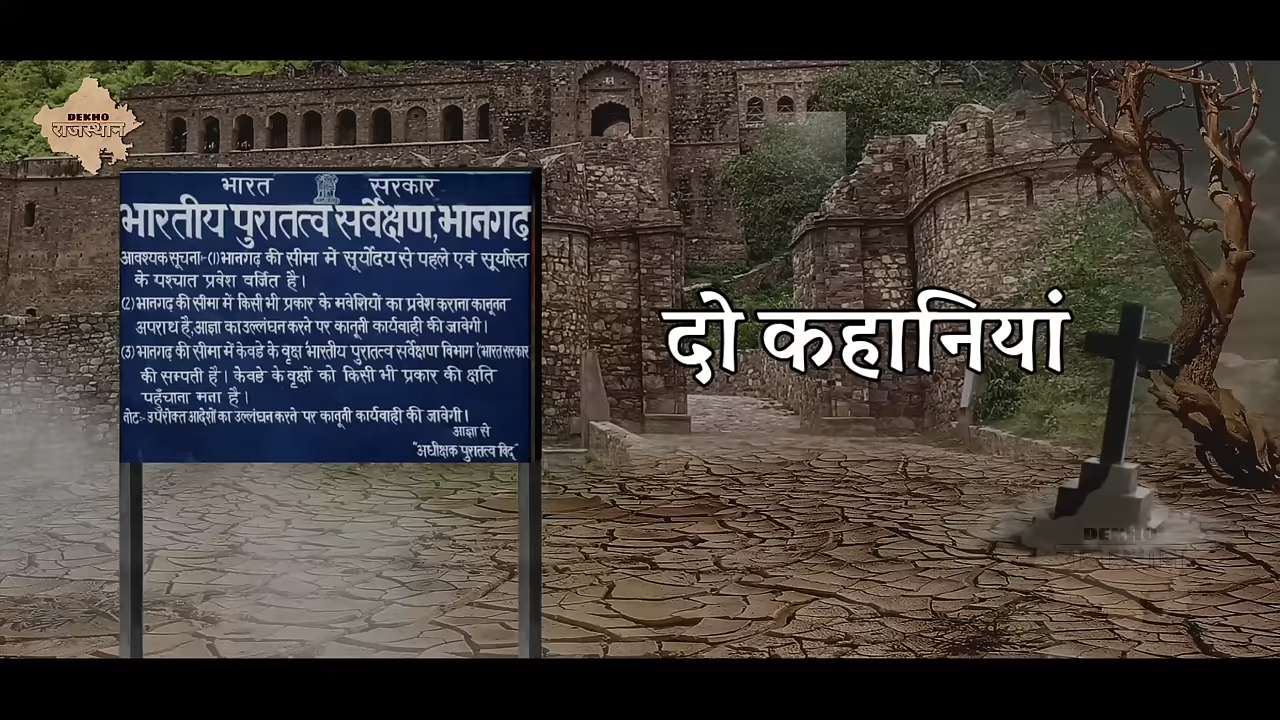 DEKHO
राजस्थान
भारत सरकार
भारतीय पुरातत्व सर्वेक्षण, भानगढ़
आवश्यक सूचना:-(1) भानगढ़ की सीमा में सूर्योदय से पहले एवं सूर्यास्त
के पश्चात प्रवेश वर्जित है।
(2) भानगढ़ की सीमा में किसी भी प्रकार के मवेशियों का प्रवेश कराना कानूनन
अपराध है, आज्ञा का उल्लंघन करने पर कानूनी कार्यवाही की जावेगी।
(3) भानगढ़ की सीमा में केवडे के वृक्ष भारतीय पुरातत्व सर्वेक्षण विभाग (भारत सरकार
की सम्पती है। केवडे के वृक्षों को किसी भी प्रकार की क्षति
पहुँचाना मना है।
नोट:- उपरोक्त आदेशों का उल्लंघन करने पर कानूनी कार्यवाही की जावेगी।
आज्ञा से
"अधीक्षक पुरातत्व विद्"
दो कहानियां
DEKHO